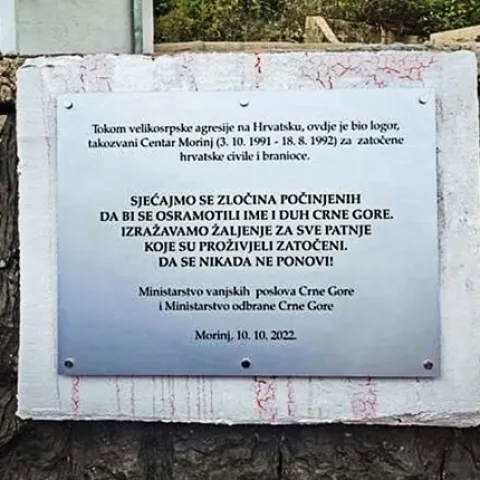 Tokom velikosrpske agresije na Hrvatsku, ovdje je bio logor,
takozvani Centar Morinj (3. 10. 1991 - 18. 8. 1992) za zatočene
hrvatske civile i branioce.
SJEĆAJMO SE ZLOČINA POČINJENIH
DA BI SE OSRAMOTILI IME I DUH CRNE GORE.
IZRAŽAVAMO ŽALJENJE ZA SVE PATNJE
KOJE SU PROŽIVJELI ZATOČENI.
DA SE NIKADA NE PONOVI!
Ministarstvo vanjskih poslova Crne Gore
i Ministarstvo odbrane Crne Gore
Morinj, 10. 10. 2022.